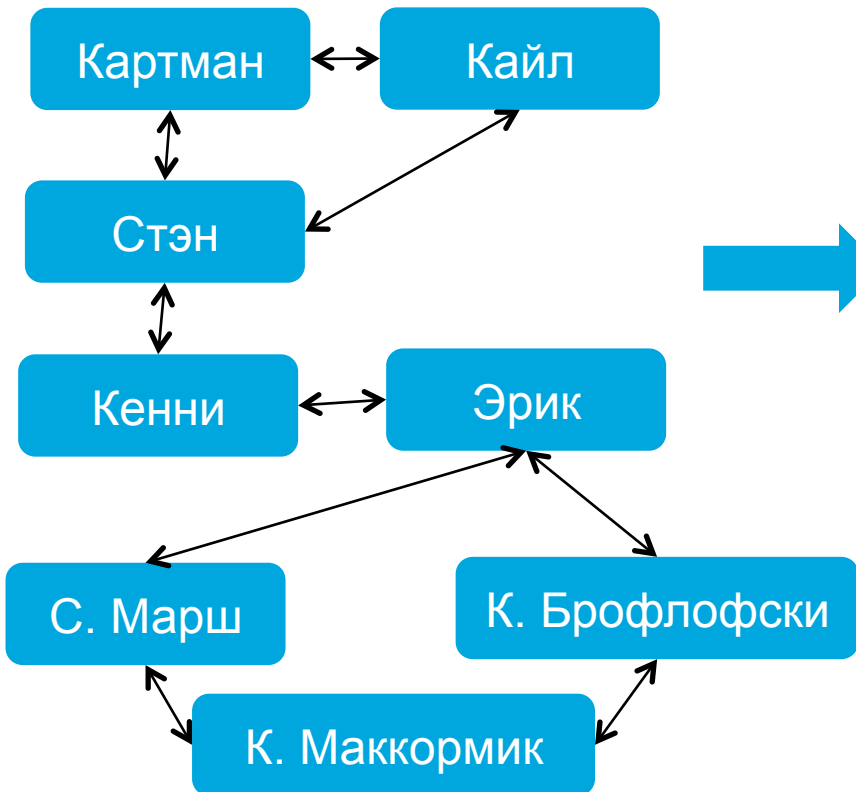 Картман
Кайл
Стэн
Кенни
Эрик
С. Марш
К. Брофлофски
К. Маккормик